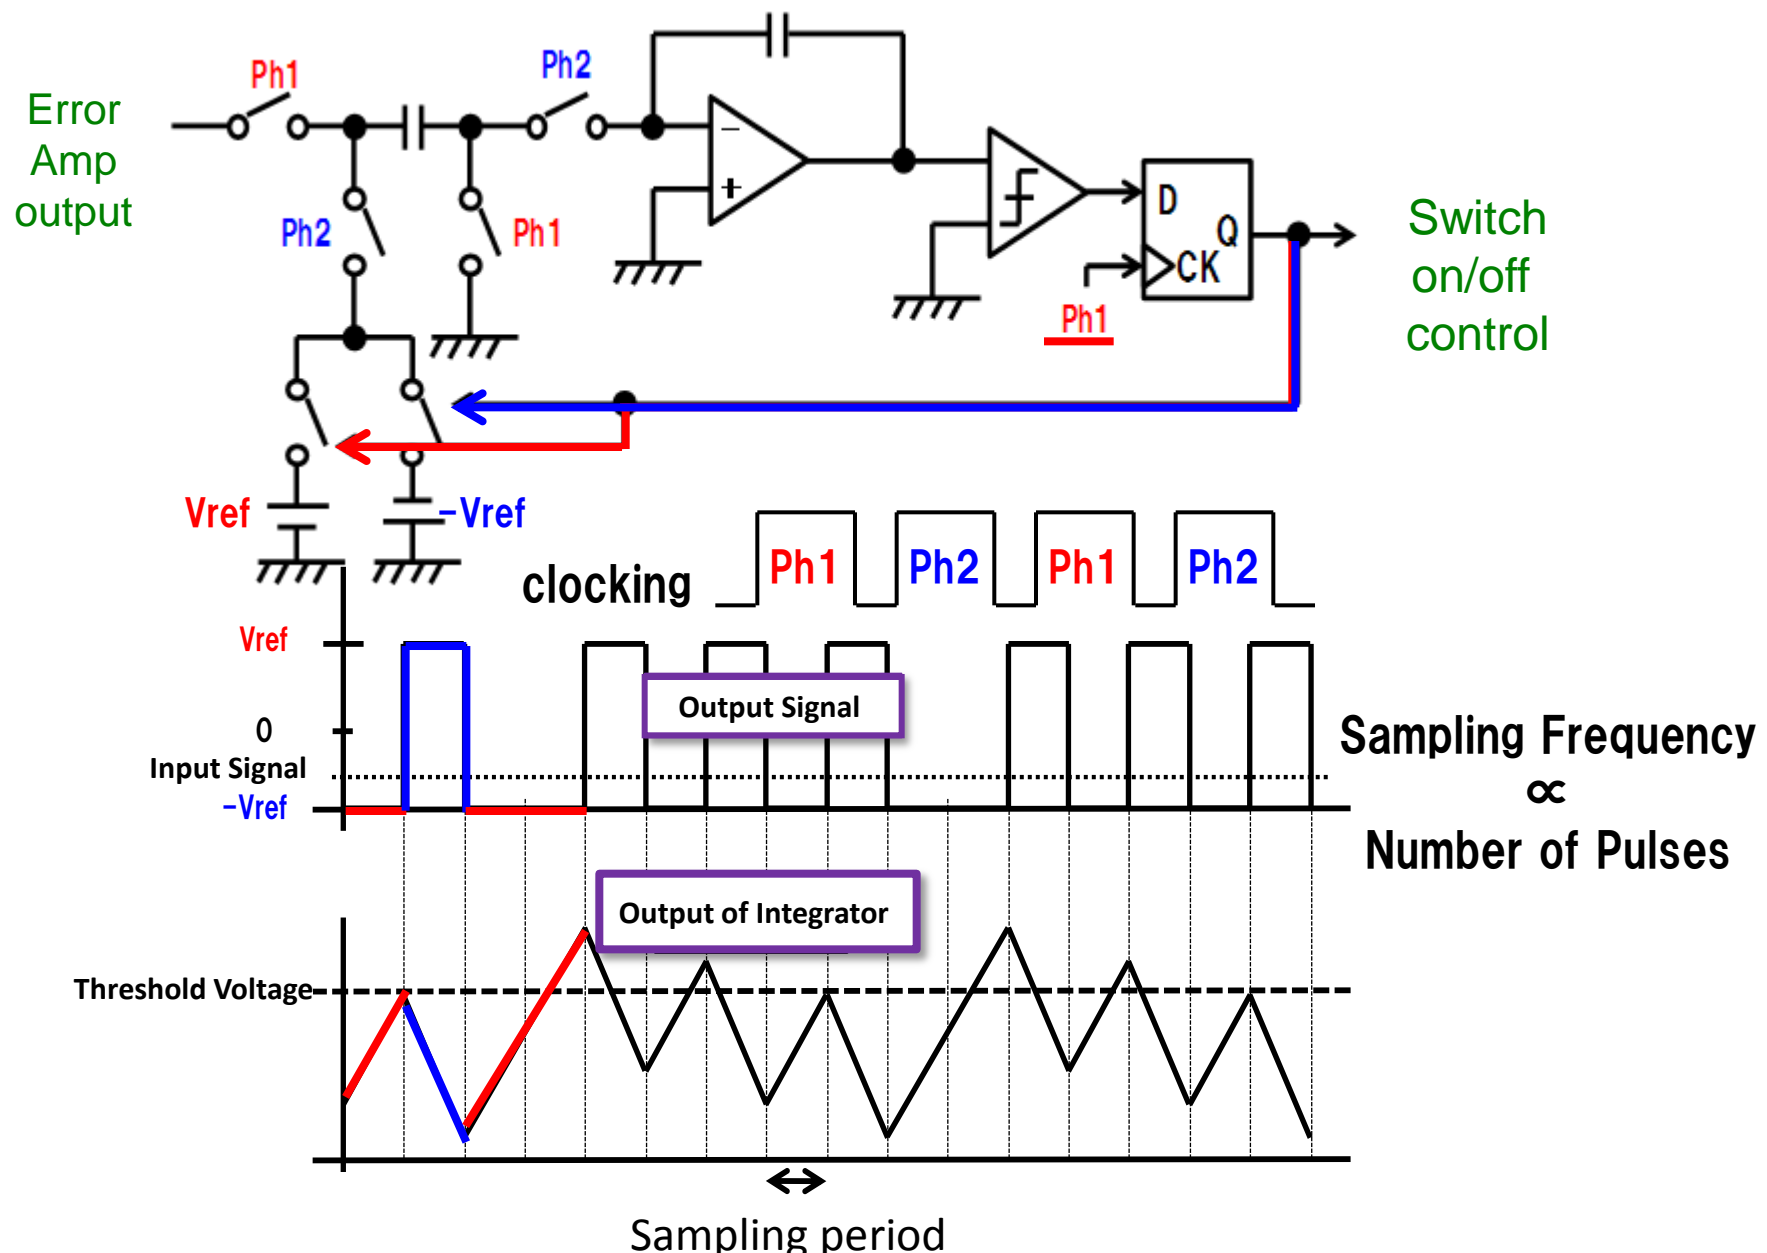 Error
Amp
output
Ph1
Ph2
Ph2
Ph1
−
+
D
Q
CK
Ph1
Switch
on/off
control
Vref
-Vref
clocking
Ph1
Ph2
Ph1
Ph2
Vref
0
Input Signal
-Vref
Output Signal
Sampling Frequency
∝
Number of Pulses
Output of Integrator
Threshold Voltage
Sampling period